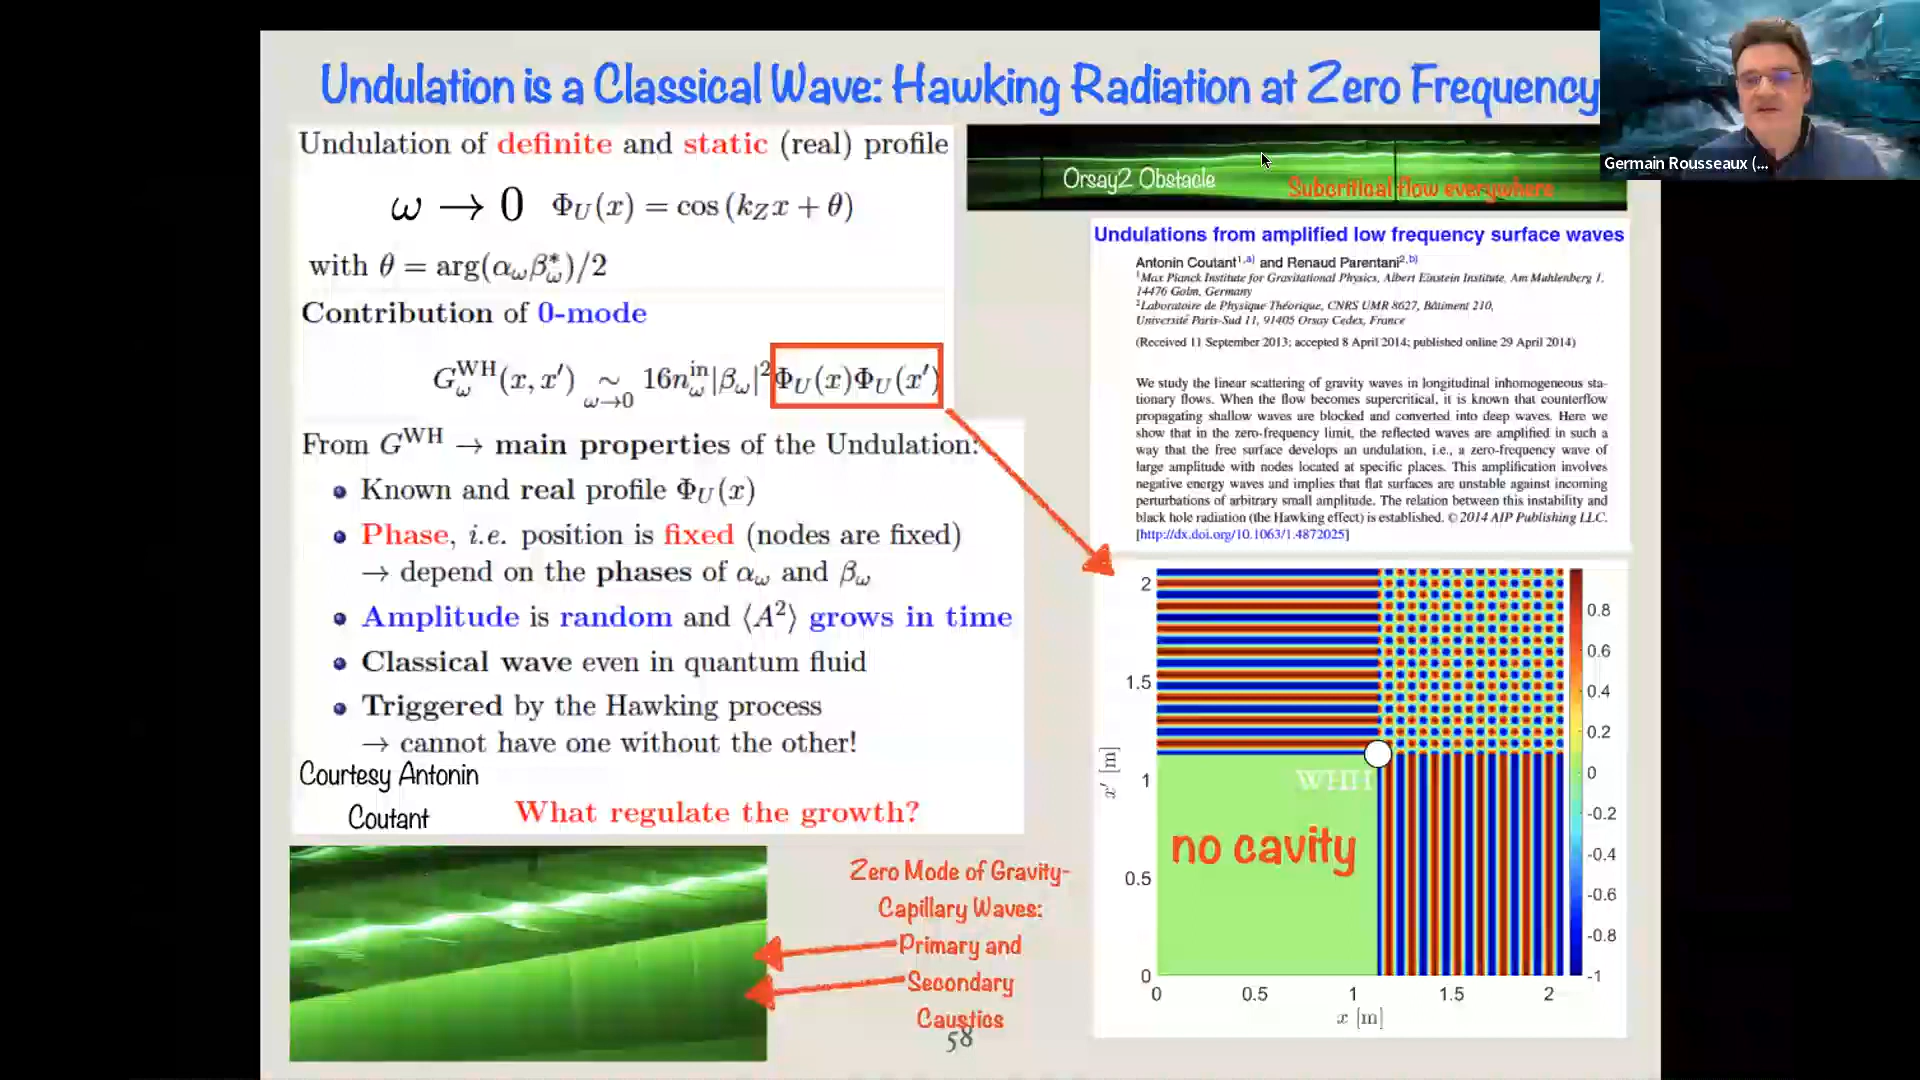 Undulation is a Classical Wave: Hawking Radiation at Zero Frequency
Undulation of definite and static (real) profile
ω → 0 Φ_U(x) = cos (k_Z x + θ)
with θ = arg(α_ω β_ω^*)/2
Contribution of 0-mode
G_ω^WH(x, x′) ∼_{ω→0} 16n_ω^in |β_ω|^2 Φ_U(x)Φ_U(x′)
From G^WH → main properties of the Undulation:
Known and real profile Φ_U(x)
Phase, i.e. position is fixed (nodes are fixed)
→ depend on the phases of α_ω and β_ω
Amplitude is random and ⟨A^2⟩ grows in time
Classical wave even in quantum fluid
Triggered by the Hawking process
→ cannot have one without the other!
Courtesy Antonin
Coutant
What regulate the growth?
Zero Mode of Gravity-
Capillary Waves:
Primary and
Secondary
Caustics
58
Orsay2 Obstacle
Subcritical flow everywhere
Undulations from amplified low frequency surface waves
Antonin Coutant1,a) and Renaud Parentani2,b)
1Max Planck Institute for Gravitational Physics, Albert Einstein Institute, Am Muhlenberg 1,
14476 Golm, Germany
2Laboratoire de Physique Théorique, CNRS UMR 8627, Bâtiment 210,
Université Paris-Sud 11, 91405 Orsay Cedex, France
(Received 11 September 2013; accepted 8 April 2014; published online 29 April 2014)
We study the linear scattering of gravity waves in longitudinal inhomogeneous sta-
tionary flows. When the flow becomes supercritical, it is known that counterflow
propagating shallow waves are blocked and converted into deep waves. Here we
show that in the zero-frequency limit, the reflected waves are amplified in such a
way that the free surface develops an undulation, i.e., a zero-frequency wave of
large amplitude with nodes located at specific places. This amplification involves
negative energy waves and implies that flat surfaces are unstable against incoming
perturbations of arbitrary small amplitude. The relation between this instability and
black hole radiation (the Hawking effect) is established. © 2014 AIP Publishing LLC.
[http://dx.doi.org/10.1063/1.4872025]
2
1.5
1
0.5
0
x′ [m]
0 0.5 1 1.5 2
x [m]
WHH
no cavity
0.8
0.6
0.4
0.2
0
-0.2
-0.4
-0.6
-0.8
-1
Germain Rousseaux (...